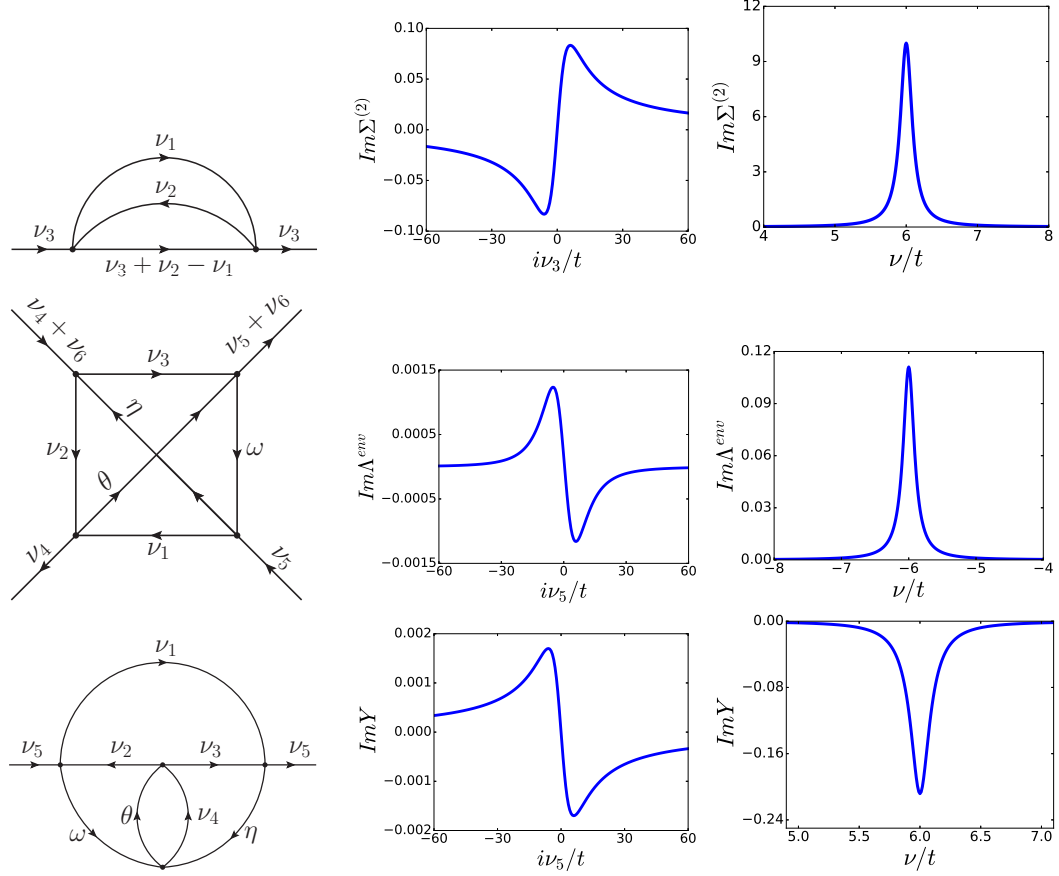 ν₁
ν₂
ν₃
ν₃
ν₃ + ν₂ − ν₁
ImΣ⁽²⁾
0.10
0.05
0.00
−0.05
−0.10
−60 −30 0 30 60
iν₃/t
ImΣ⁽²⁾
12
9
6
3
0
4 5 6 7 8
ν/t
ν₄ + ν₆
ν₅ + ν₆
ν₃
η
ν₂
ω
θ
ν₁
ν₄
ν₅
ImΛᵉⁿᵛ
0.0015
0.0005
−0.0005
−0.0015
−60 −30 0 30 60
iν₅/t
ImΛᵉⁿᵛ
0.12
0.09
0.06
0.03
0.00
−8 −7 −6 −5 −4
ν/t
ν₁
ν₅
ν₂
ν₃
ν₅
θ
ν₄
ω
η
ImY
0.002
0.001
0.000
−0.001
−0.002
−60 −30 0 30 60
iν₅/t
ImY
0.00
−0.08
−0.16
−0.24
5.0 5.5 6.0 6.5 7.0
ν/t